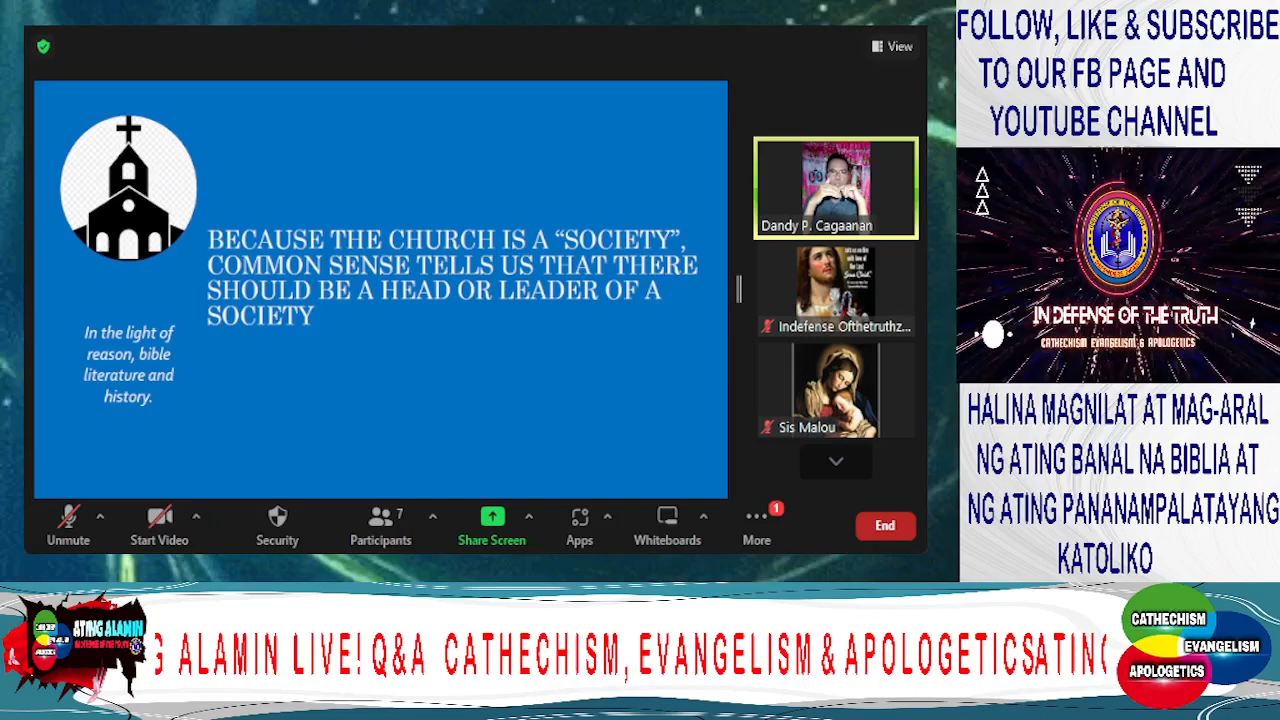 View
BECAUSE THE CHURCH IS A “SOCIETY”,
COMMON SENSE TELLS US THAT THERE
SHOULD BE A HEAD OR LEADER OF A
SOCIETY
In the light of
reason, bible
literature and
history.
Dandy P. Cagaanan
Indefense Ofthetruthz...
Sis Malou
Unmute
Start Video
Security
7
Participants
Share Screen
Apps
Whiteboards
1
More
End
FOLLOW, LIKE & SUBSCRIBE
TO OUR FB PAGE AND
YOUTUBE CHANNEL
IN DEFENSE OF THE TRUTH
CATHECHISM EVANGELISM & APOLOGETICS
HALINA MAGNILAT AT MAG-ARAL
NG ATING BANAL NA BIBLIA AT
NG ATING PANANAMPALATAYANG
KATOLIKO
ATING ALAMIN
G ALAMIN LIVE! Q&A CATHECHISM, EVANGELISM & APOLOGETICSATING
CATHECHISM
EVANGELISM
APOLOGETICS